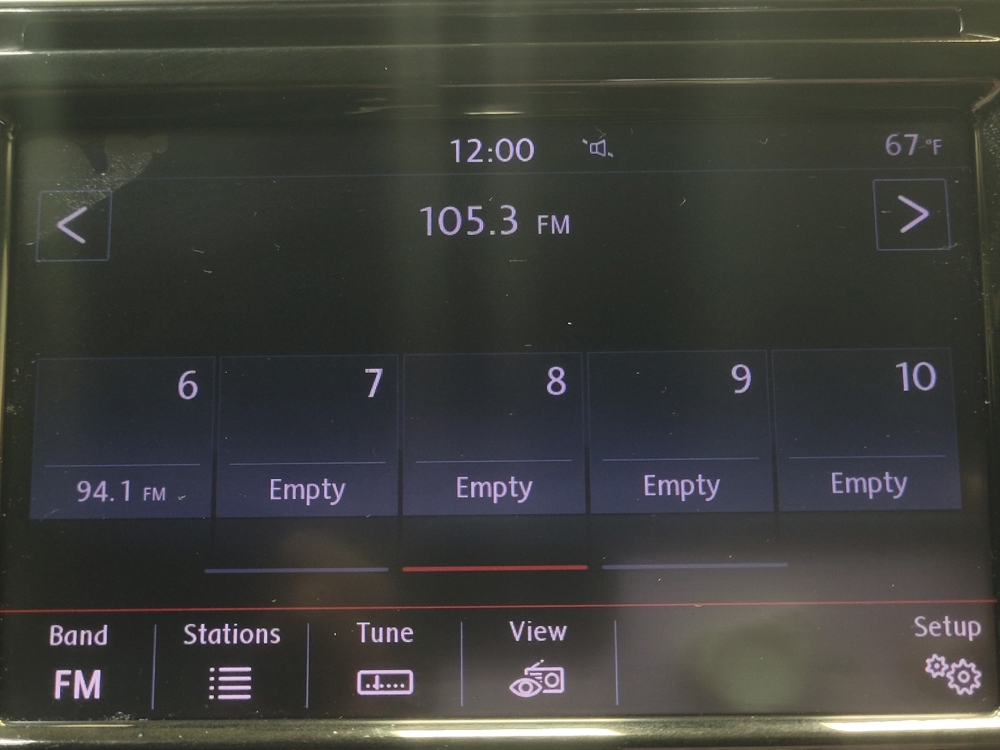 12:00 67°F
< 105.3 FM >
6 7 8 9 10
94.1 FM Empty Empty Empty Empty
Band Stations Tune View Setup
FM